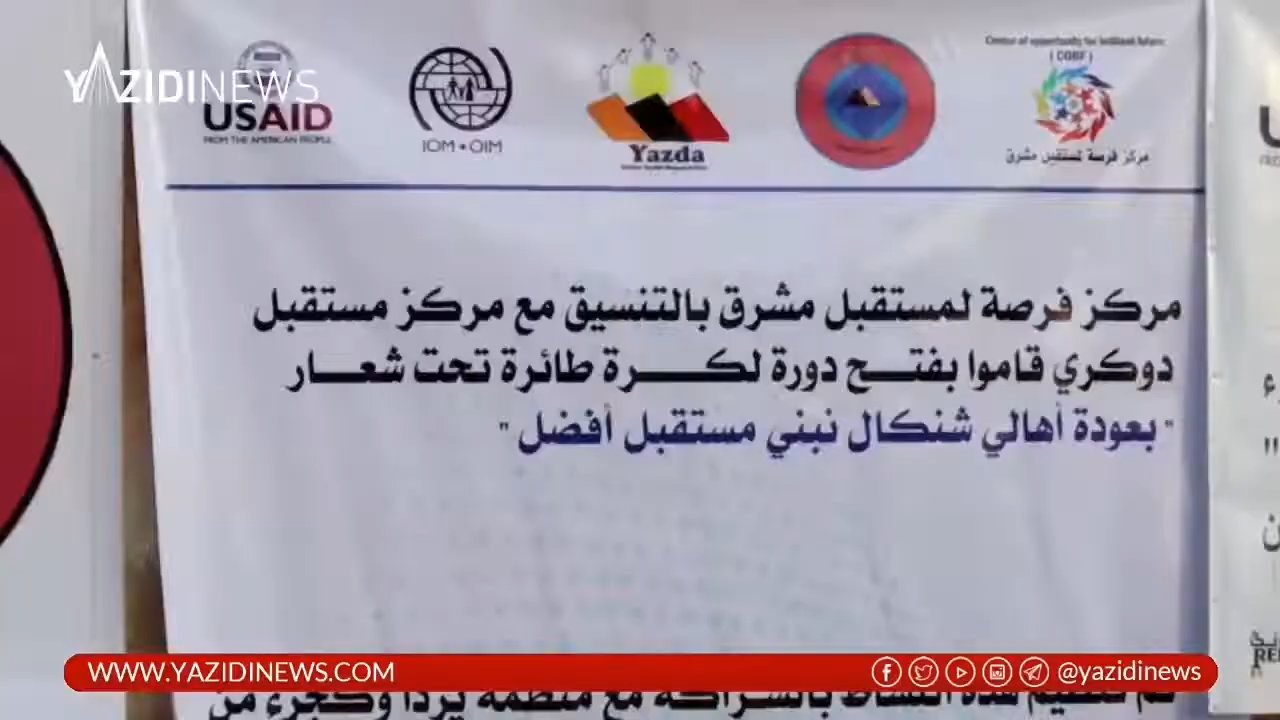 YAZIDINEWS
USAID
FROM THE AMERICAN PEOPLE
IOM • OIM
Yazda
Center of opportunity for brilliant future
( COBF )
مركز فرصة لمستقبل مشرق
مركز فرصة لمستقبل مشرق بالتنسيق مع مركز مستقبل
دوكري قاموا بفتح دورة لكرة طائرة تحت شعار
" بعودة أهالي شنكال نبني مستقبل أفضل "
WWW.YAZIDINEWS.COM
@yazidinews